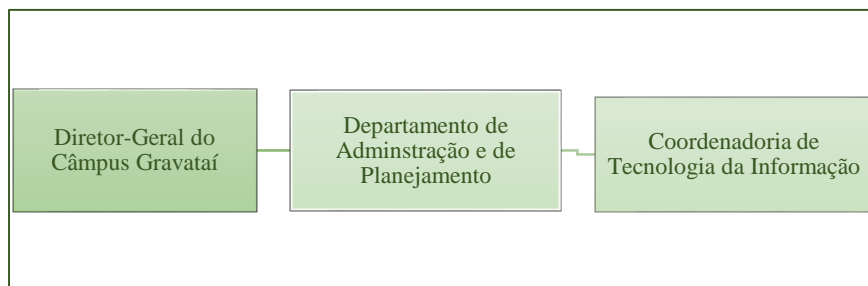 Diretor-Geral do
Câmpus Gravataí
Departamento de
Adminstração e de
Planejamento
Coordenadoria de
Tecnologia da Informação